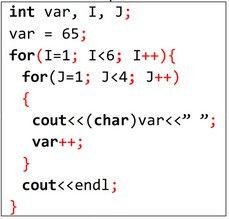 int var, I, J;
var = 65;
for(I=1; I<6; I++){
for(J=1; J<4; J++)
{
cout<<(char)var<<” ”;
var++;
}
cout<<endl;
}